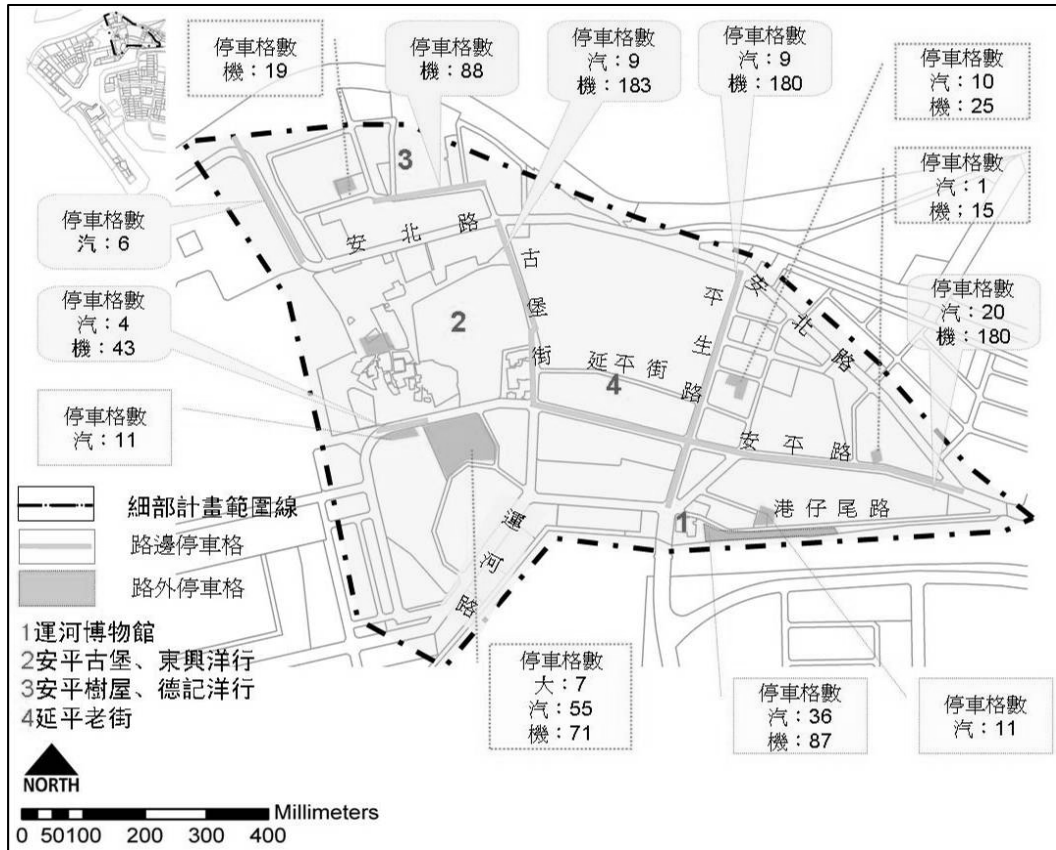 停車格數
機：19
停車格數
機：88
停車格數
汽：9
機：183
停車格數
汽：9
機：180
停車格數
汽：10
機：25
停車格數
汽：1
機；15
停車格數
汽：6
停車格數
汽：20
機：180
停車格數
汽：4
機：43
停車格數
汽：11
3
安北路
古堡街
2
平生路
安北路
延平街
4
安平路
港仔尾路
1
運河路
細部計畫範圍線
路邊停車格
路外停車格
1運河博物館
2安平古堡、東興洋行
3安平樹屋、德記洋行
4延平老街
停車格數
大：7
汽：55
機：71
停車格數
汽：36
機：87
停車格數
汽：11
NORTH
Millimeters
0 50100 200 300 400